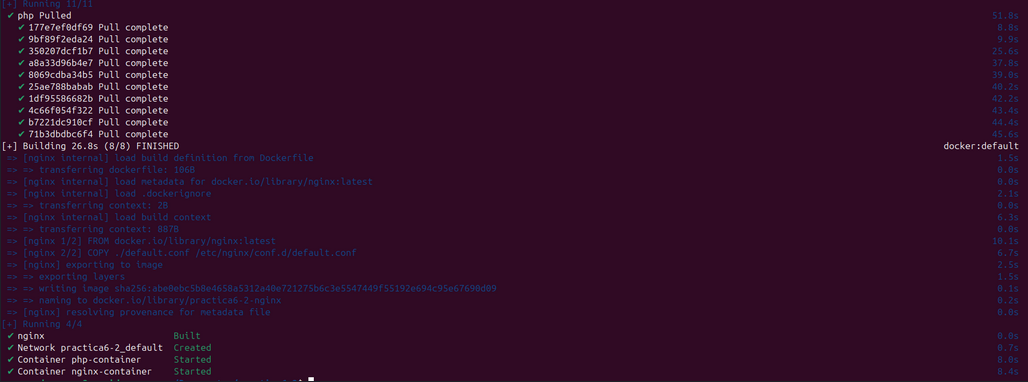 [+] Running 11/11
✔ php Pulled 51.8s
✔ 177e7ef0df69 Pull complete 8.8s
✔ 9bf89f2eda24 Pull complete 9.9s
✔ 350207dcf1b7 Pull complete 25.6s
✔ a8a33d96b4e7 Pull complete 37.8s
✔ 8069cdba34b5 Pull complete 39.0s
✔ 25ae788babab Pull complete 40.2s
✔ 1df95586682b Pull complete 42.2s
✔ 4c66f054f322 Pull complete 43.4s
✔ b7221dc910cf Pull complete 44.4s
✔ 71b3dbdbc6f4 Pull complete 45.6s
[+] Building 26.8s (8/8) FINISHED docker:default
=> [nginx internal] load build definition from Dockerfile 1.5s
=> => transferring dockerfile: 106B 0.0s
=> [nginx internal] load metadata for docker.io/library/nginx:latest 0.0s
=> [nginx internal] load .dockerignore 2.1s
=> => transferring context: 2B 0.0s
=> [nginx internal] load build context 6.3s
=> => transferring context: 887B 0.0s
=> [nginx 1/2] FROM docker.io/library/nginx:latest 10.1s
=> [nginx 2/2] COPY ./default.conf /etc/nginx/conf.d/default.conf 6.7s
=> [nginx] exporting to image 2.5s
=> => exporting layers 1.5s
=> => writing image 0.1s
=> => naming to docker.io/library/practica6-2-nginx 0.2s
=> [nginx] resolving provenance for metadata file 0.0s
[+] Running 4/4
✔ nginx Built 0.0s
✔ Network practica6-2_default Created 0.7s
✔ Container php-container Started 8.0s
✔ Container nginx-container Started 8.4s